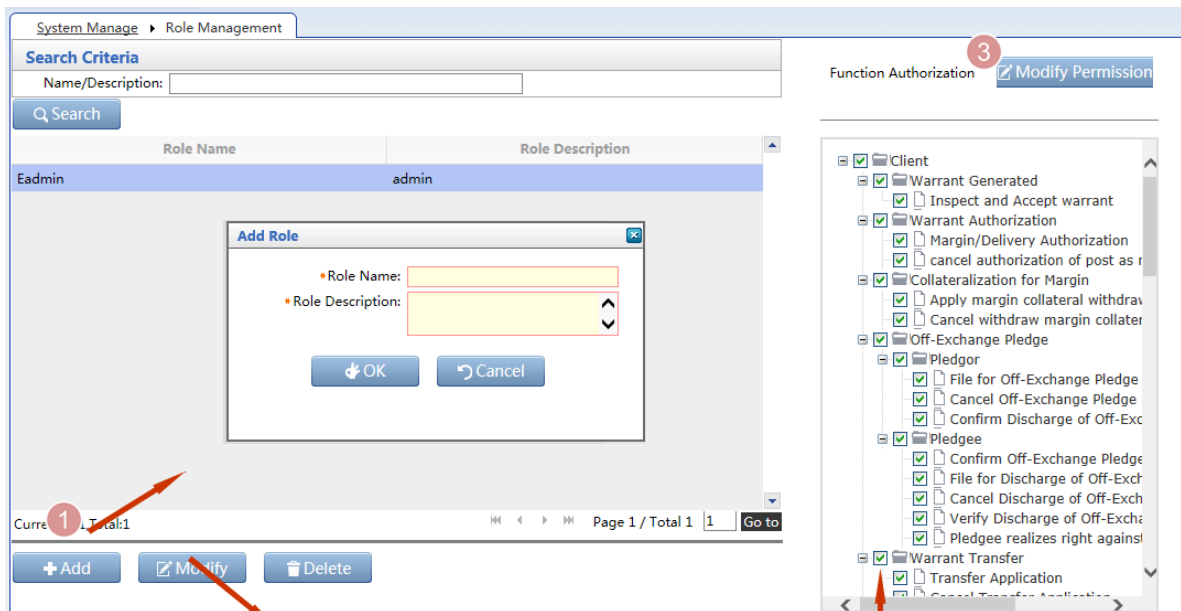 System Manage ▸ Role Management
Search Criteria
Name/Description:
Search
Role Name Role Description
Eadmin admin
Add Role
*Role Name:
*Role Description:
OK Cancel
1
Total:1 Page 1 / Total 1 1 Go to
Add Modify Delete
3
Function Authorization Modify Permission
Client
Warrant Generated
Inspect and Accept warrant
Warrant Authorization
Margin/Delivery Authorization
cancel authorization of post as
Collateralization for Margin
Apply margin collateral withdraw
Cancel withdraw margin collater
Off-Exchange Pledge
Pledgor
File for Off-Exchange Pledge
Cancel Off-Exchange Pledge
Confirm Discharge of Off-Exc
Pledgee
Confirm Off-Exchange Pledge
File for Discharge of Off-Exch
Cancel Discharge of Off-Exch
Verify Discharge of Off-Excha
Pledgee realizes right against
Warrant Transfer
Transfer Application
Cancel Transfer Application